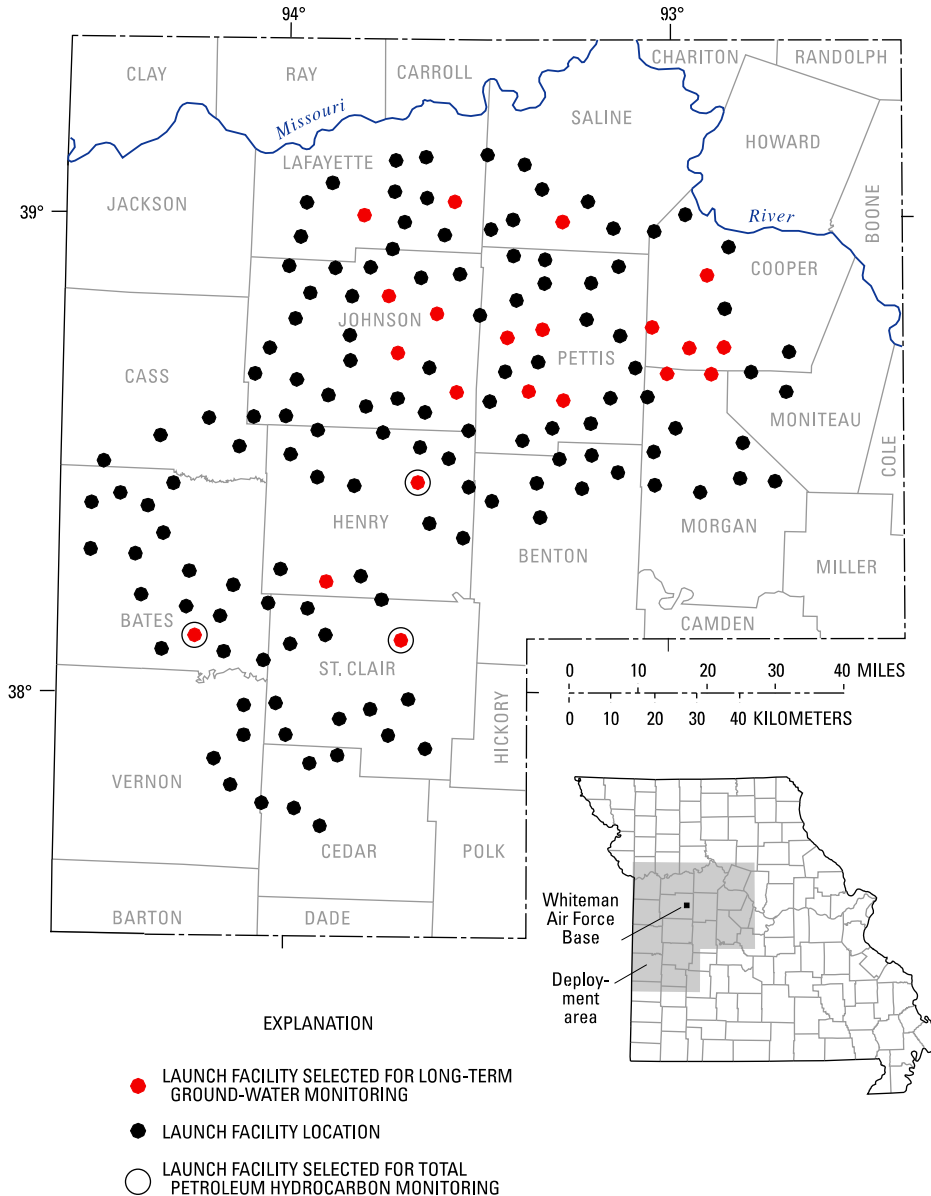 94°
93°
CLAY
RAY
CARROLL
CHARITON
RANDOLPH
Missouri
SALINE
HOWARD
LAFAYETTE
JACKSON
39°
River
BOONE
COOPER
JOHNSON
PETTIS
CASS
MONITEAU
COLE
HENRY
MORGAN
BENTON
MILLER
BATES
CAMDEN
ST. CLAIR
0 10 20 30 40 MILES
38°
0 10 20 30 40 KILOMETERS
HICKORY
VERNON
CEDAR
POLK
BARTON
DADE
Whiteman
Air Force
Base
Deploy-
ment
area
EXPLANATION
LAUNCH FACILITY SELECTED FOR LONG-TERM
GROUND-WATER MONITORING
LAUNCH FACILITY LOCATION
LAUNCH FACILITY SELECTED FOR TOTAL
PETROLEUM HYDROCARBON MONITORING